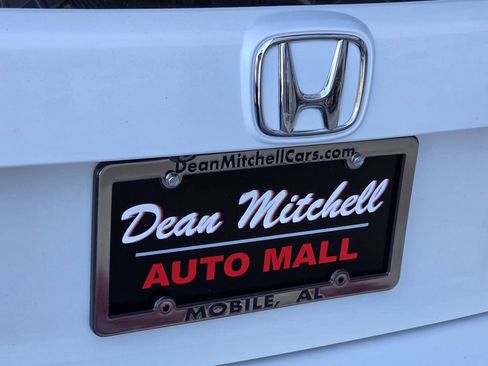 DeanMitchellCars.com
Dean Mitchell
AUTO MALL
MOBILE, AL